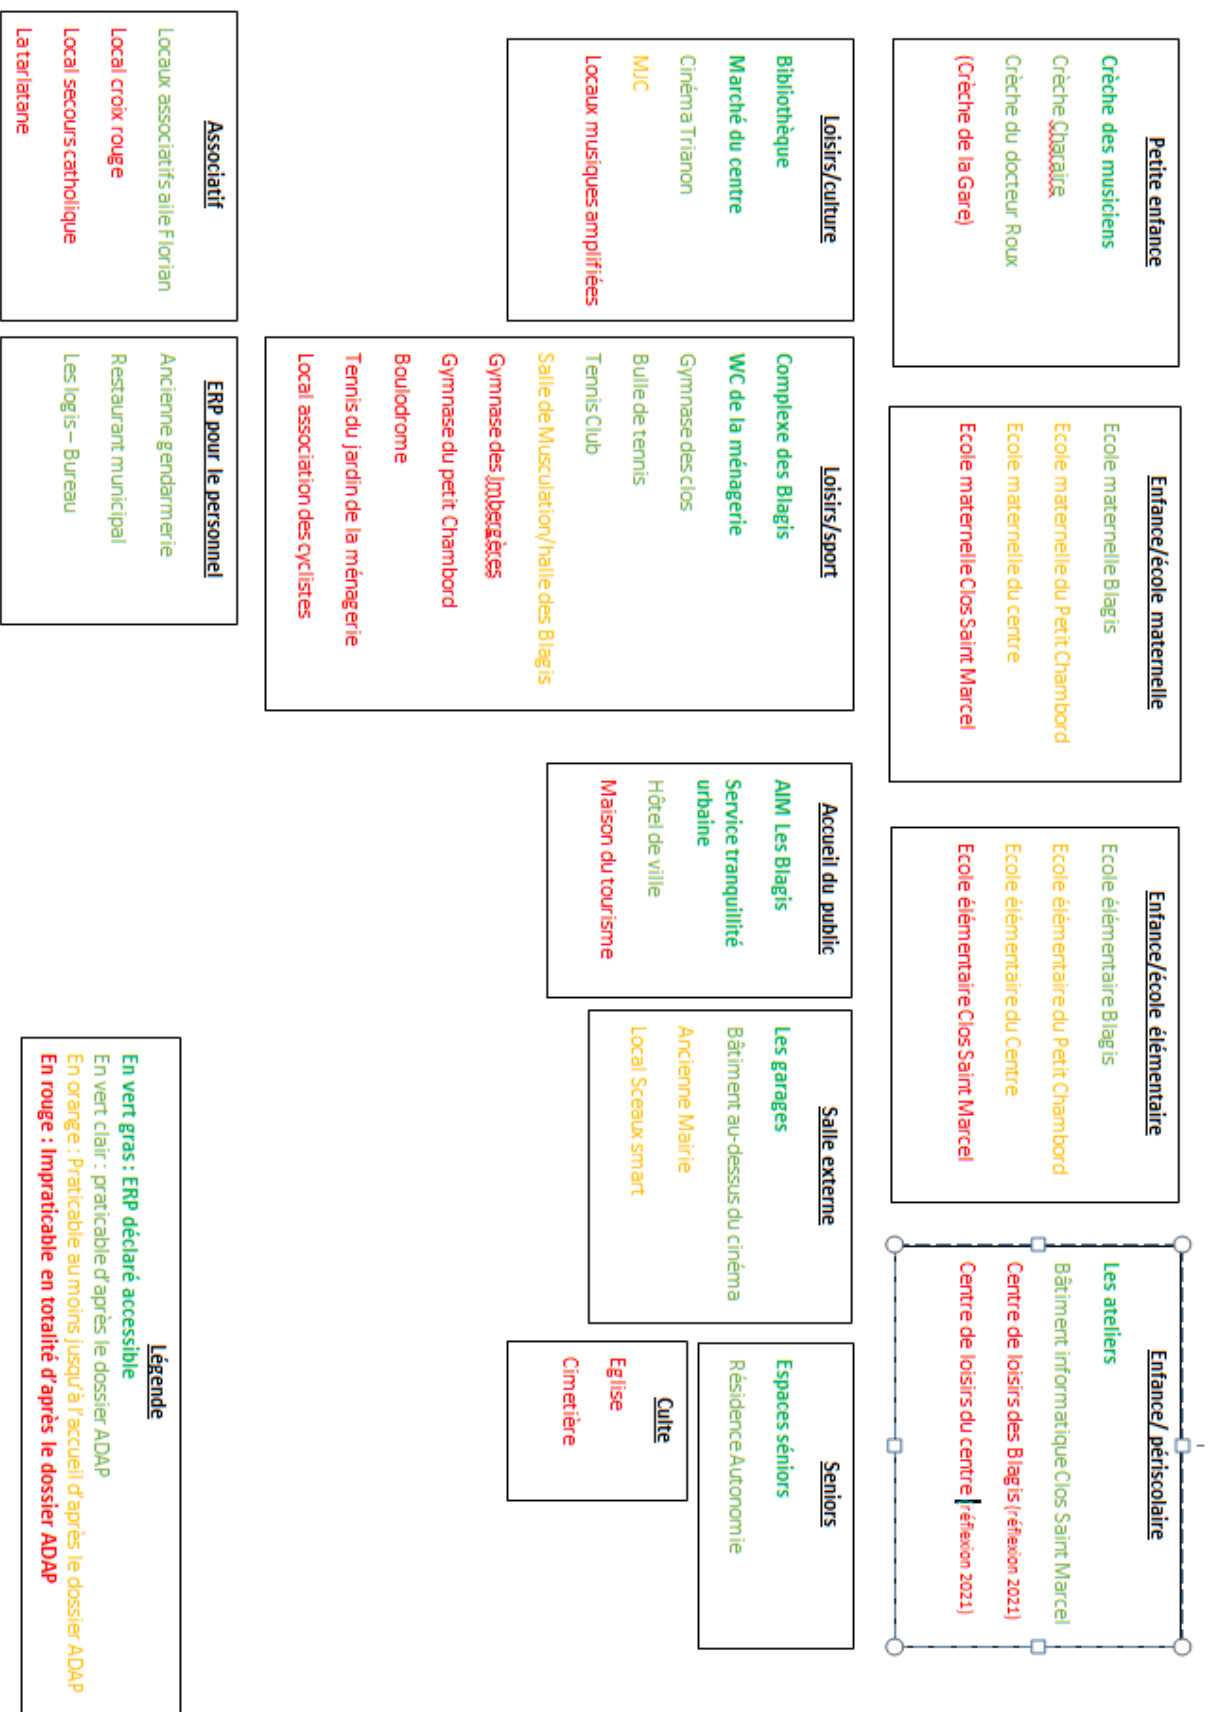 Petite enfance
Crèche des musiciens
Crèche Charaire
Crèche du docteur Roux
(Crèche de la Gare)
Enfance/école maternelle
Ecole maternelle Blagis
Ecole maternelle du Petit Chambord
Ecole maternelle du centre
Ecole maternelle Clos Saint Marcel
Enfance/école élémentaire
Ecole élémentaire Blagis
Ecole élémentaire du Petit Chambord
Ecole élémentaire du Centre
Ecole élémentaire Clos Saint Marcel
Enfance/ périscolaire
Les ateliers
Bâtiment informatique Clos Saint Marcel
Centre de loisirs des Blagis (réflexion 2021)
Centre de loisirs du centre (réflexion 2021)
Loisirs/culture
Bibliothèque
Marché du centre
Cinéma Trianon
MJC
Locaux musiques amplifiées
Loisirs/sport
Complexe des Blagis
WC de la ménagerie
Gymnase des clos
Bulle de tennis
Tennis Club
Salle de Musculation/halle des Blagis
Gymnase des Imbergères
Gymnase du petit Chambord
Boulodrome
Tennis du jardin de la ménagerie
Local association des cyclistes
Accueil du public
AIM Les Blagis
Service tranquillité
urbaine
Hôtel de ville
Maison du tourisme
Salle externe
Les garages
Bâtiment au-dessus du cinéma
Ancienne Mairie
Local Sceaux smart
Seniors
Espaces séniors
Résidence Autonomie
Culte
Eglise
Cimetière
Associatif
Locaux associatifs aile Florian
Local croix rouge
Local secours catholique
La tarlatane
ERP pour le personnel
Ancienne gendarmerie
Restaurant municipal
Les logis – Bureau
Légende
En vert gras : ERP déclaré accessible
En vert clair : praticable d'après le dossier ADAP
En orange : Praticable au moins jusqu'à l'accueil d'après le dossier ADAP
En rouge : Impraticable en totalité d'après le dossier ADAP